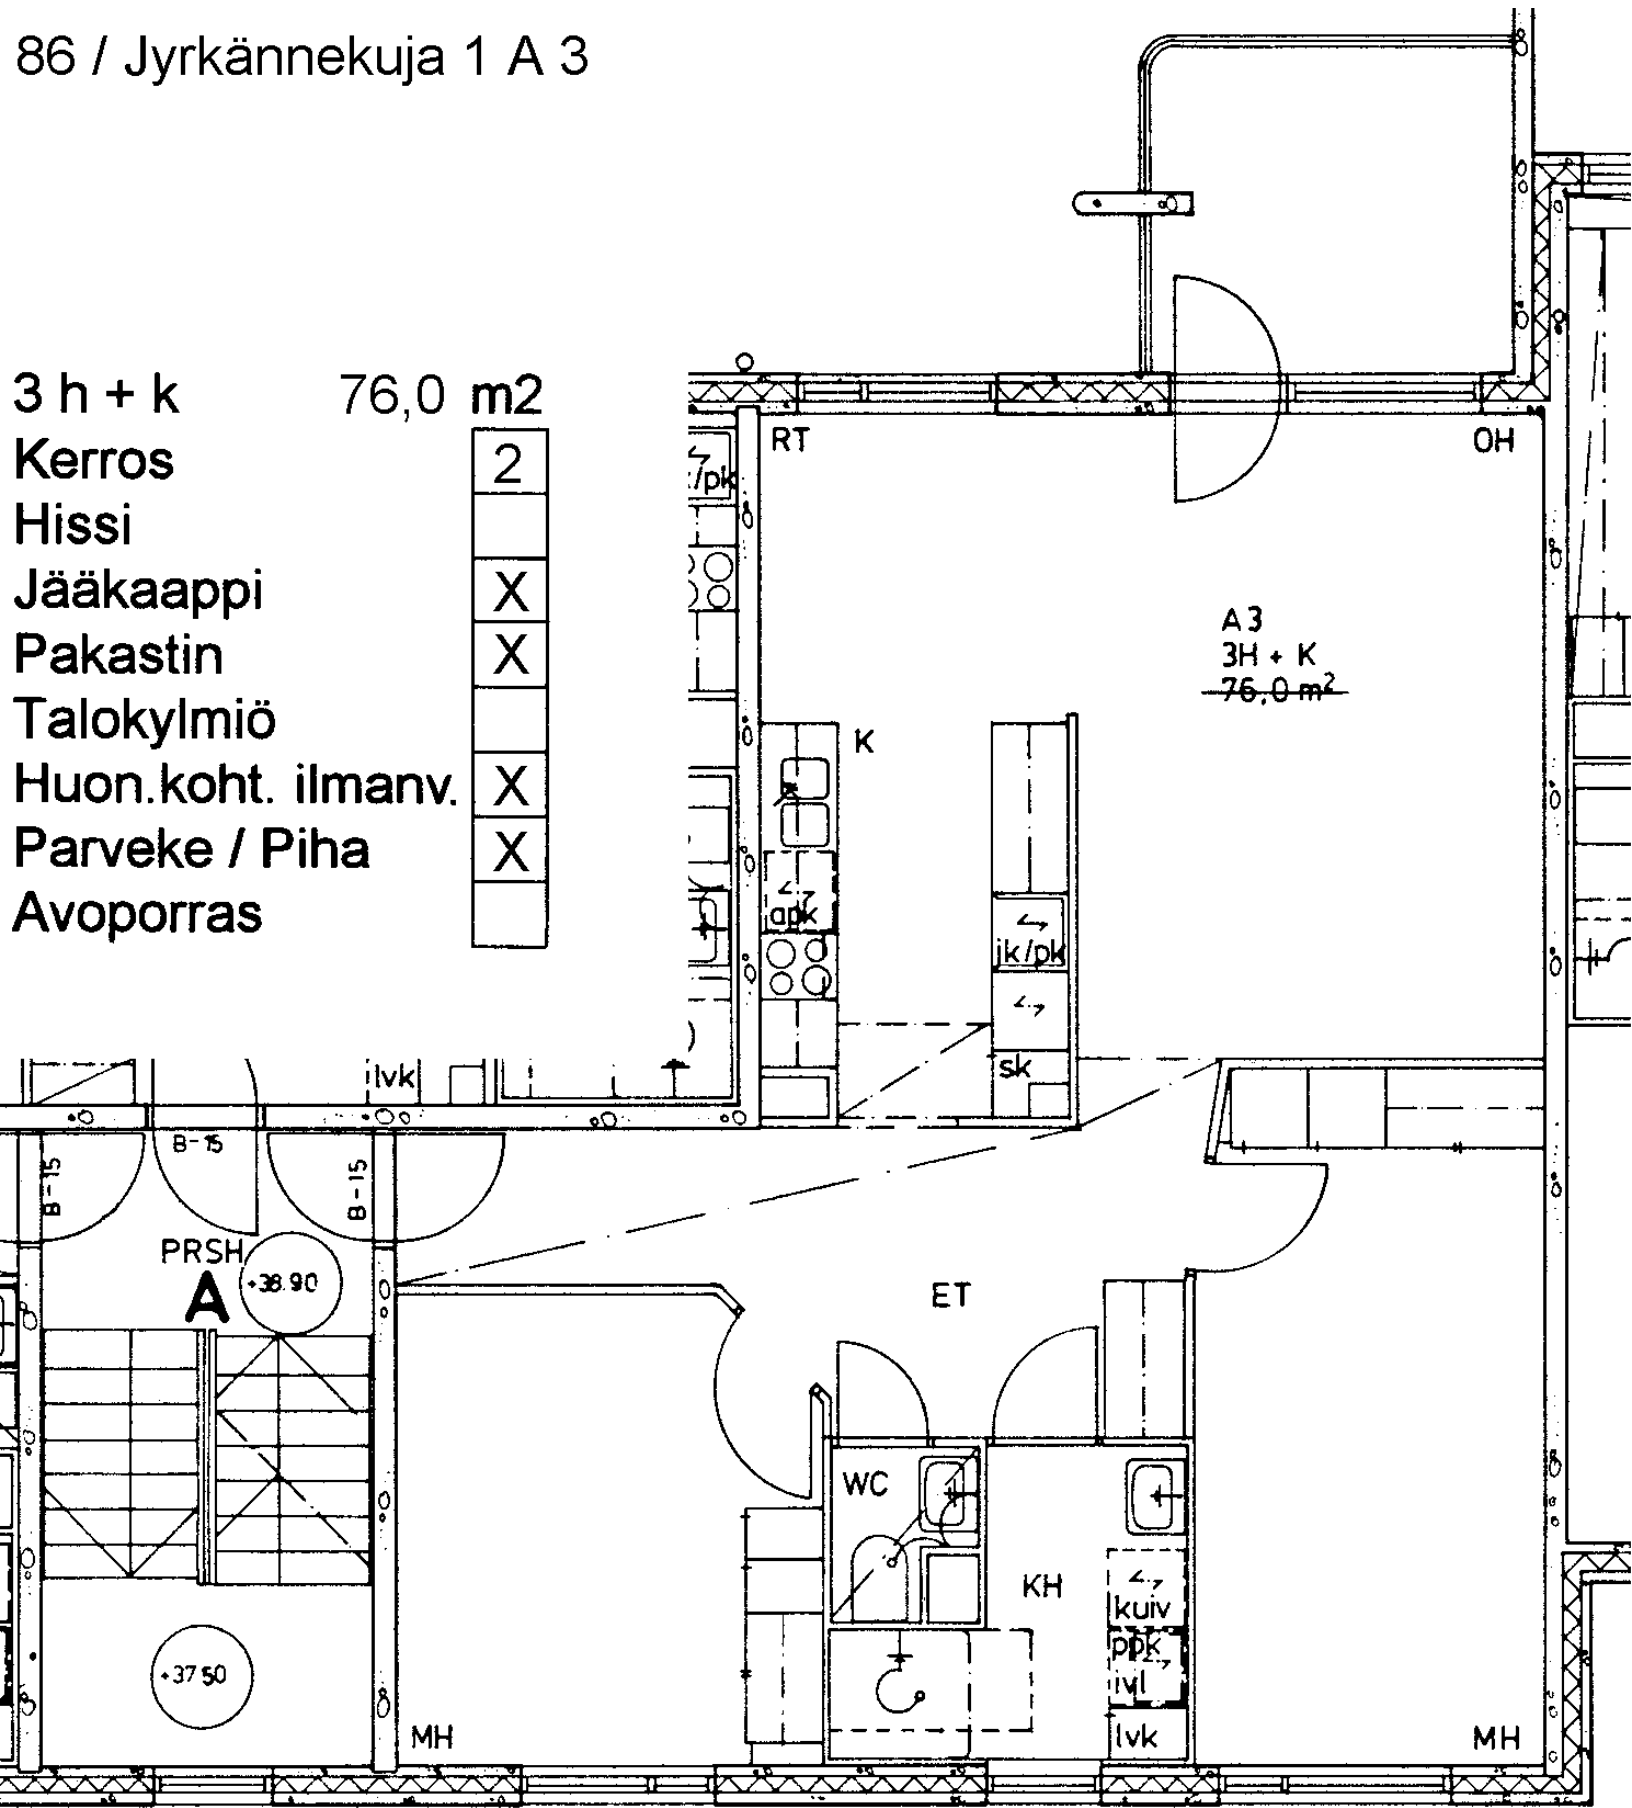 86 / Jyrkännekuja 1 A 3
3 h + k 76,0 m2
Kerros 2
Hissi
Jääkaappi X
Pakastin X
Talokylmiö
Huon.koht. ilmanv. X
Parveke / Piha X
Avoporras
RT
OH
/pk
A 3
3H + K
76,0 m²
K
apk
jk/pk
sk
lvk
B-15
B-15
B-15
PRSH
A
+38.90
ET
WC
KH
kuiv
ppk
ivl
lvk
+37.50
MH
MH